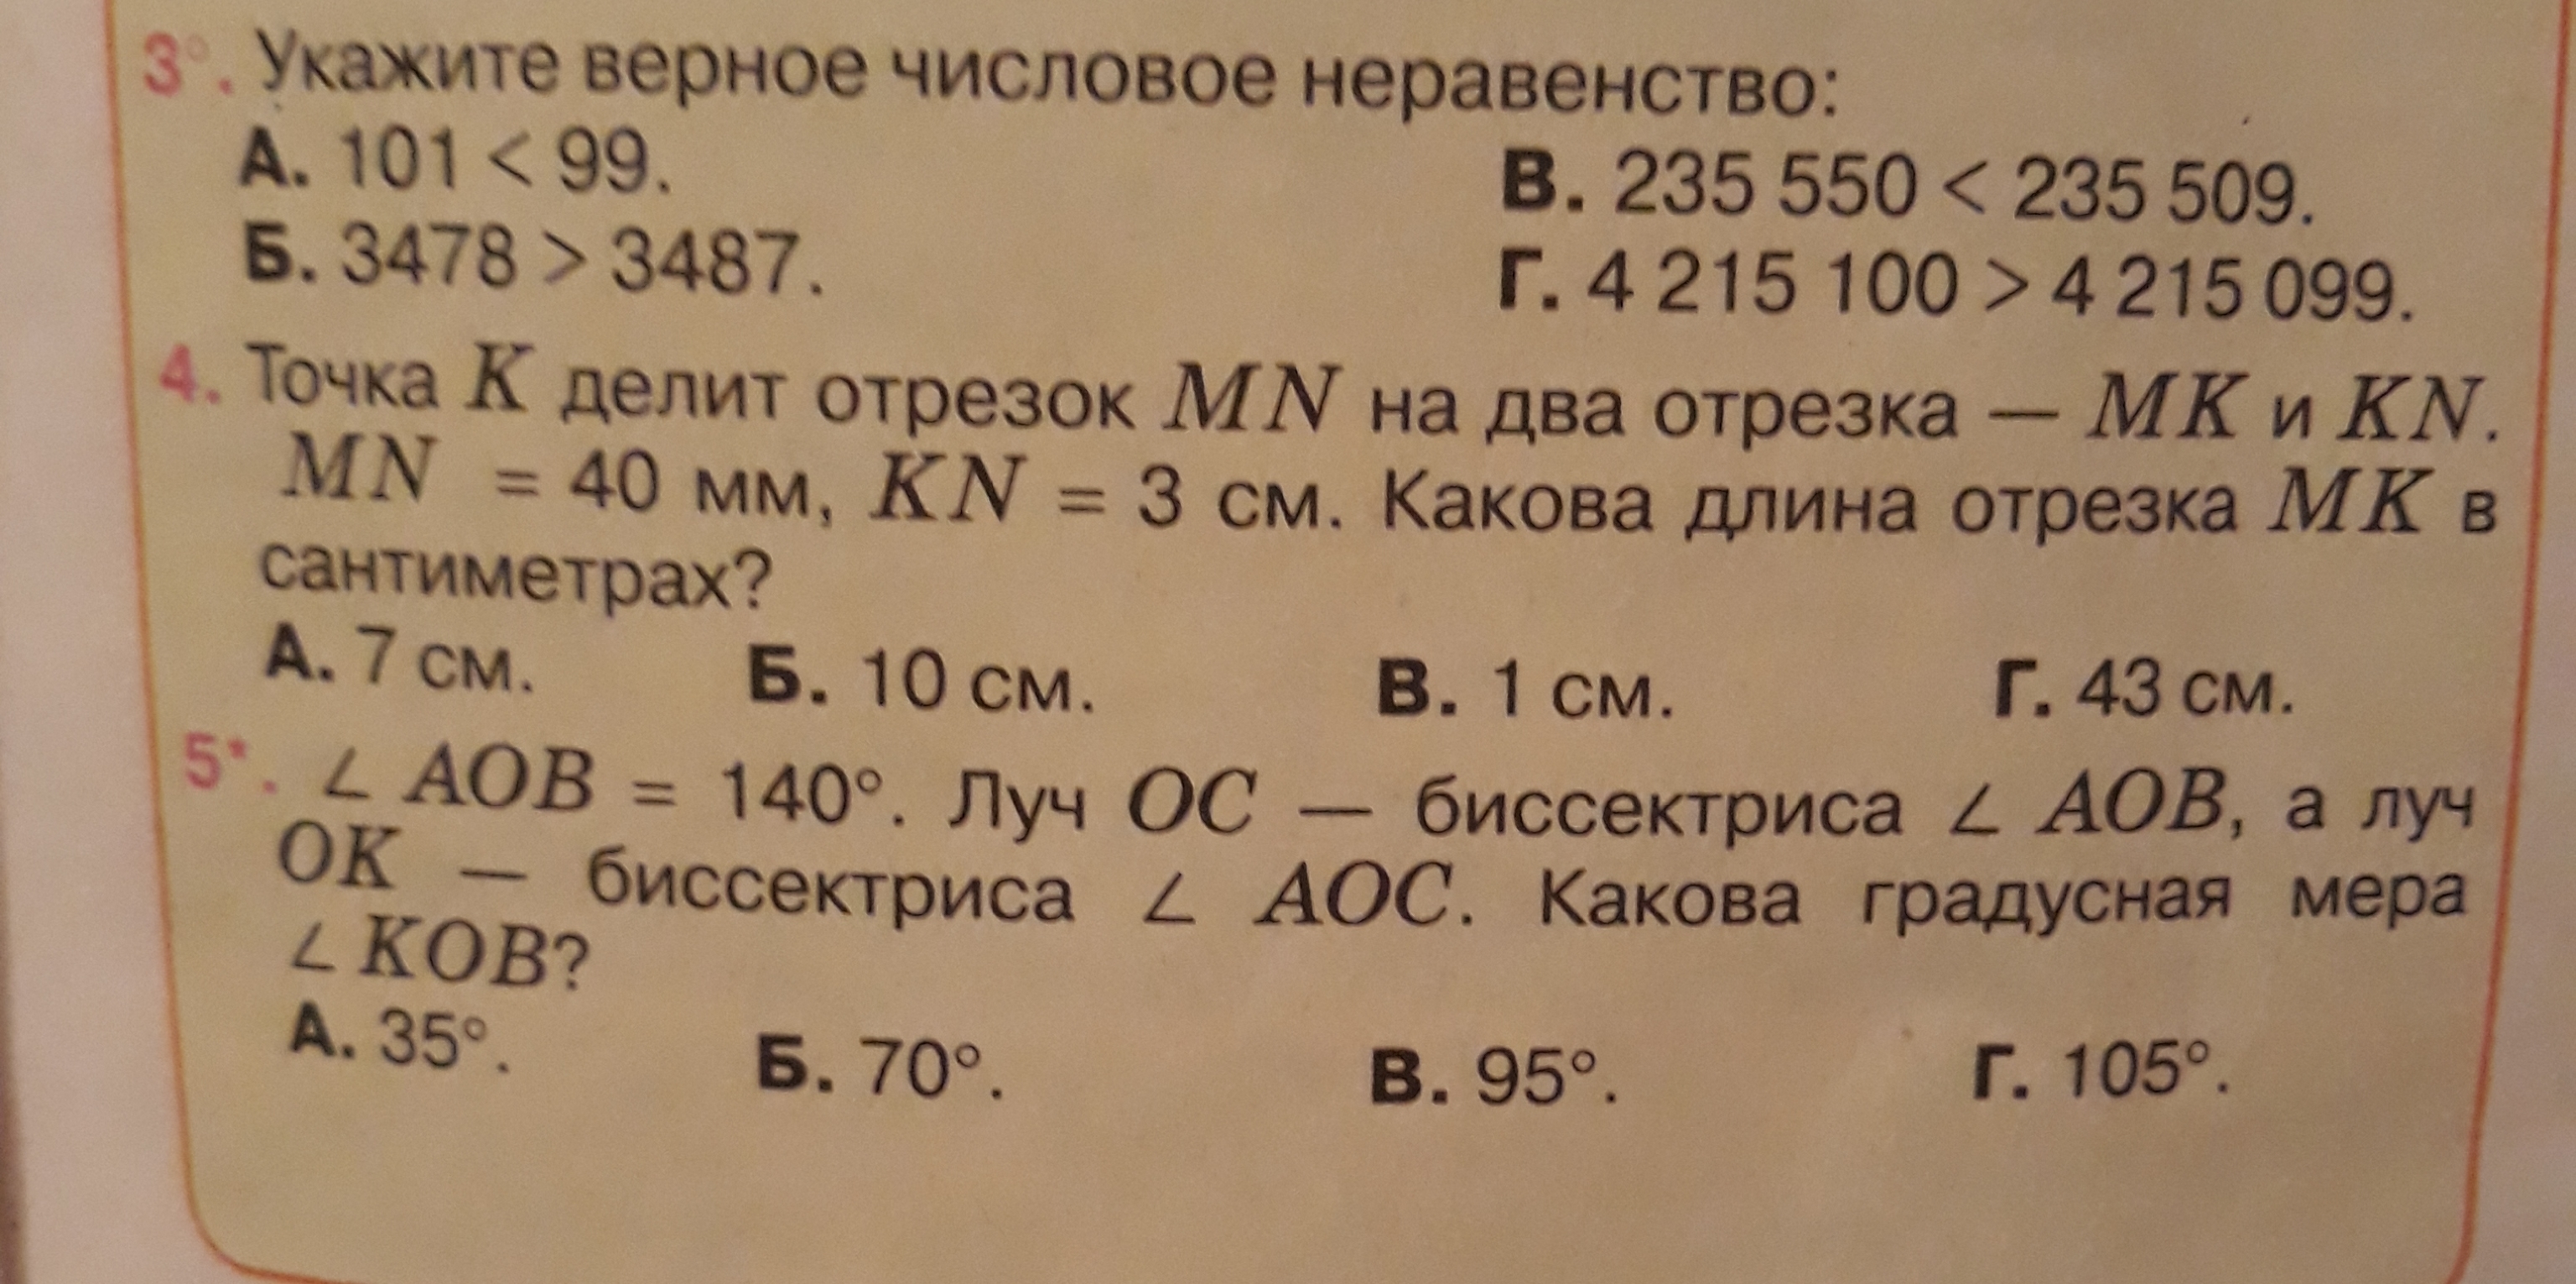 3°. Укажите верное числовое неравенство:
А. 101 < 99. В. 235 550 < 235 509.
Б. 3478 > 3487. Г. 4 215 100 > 4 215 099.
4. Точка K делит отрезок MN на два отрезка — MK и KN.
MN = 40 мм, KN = 3 см. Какова длина отрезка MK в
сантиметрах?
А. 7 см. Б. 10 см. В. 1 см. Г. 43 см.
5*. ∠ AOB = 140°. Луч OC — биссектриса ∠ AOB, а луч
OK — биссектриса ∠ AOC. Какова градусная мера
∠ KOB?
А. 35°. Б. 70°. В. 95°. Г. 105°.